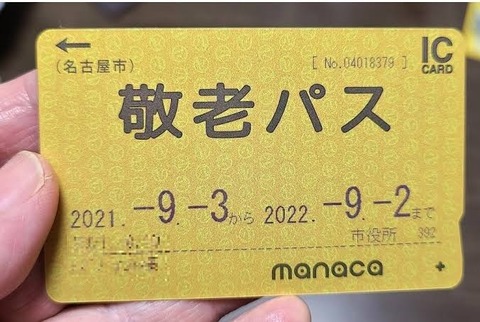 ←
IC
CARD
(名古屋市)
[ No.04018379 ]
敬老パス
2021.-9.-3から 2022.-9.-2まで
市役所 392
manaca +